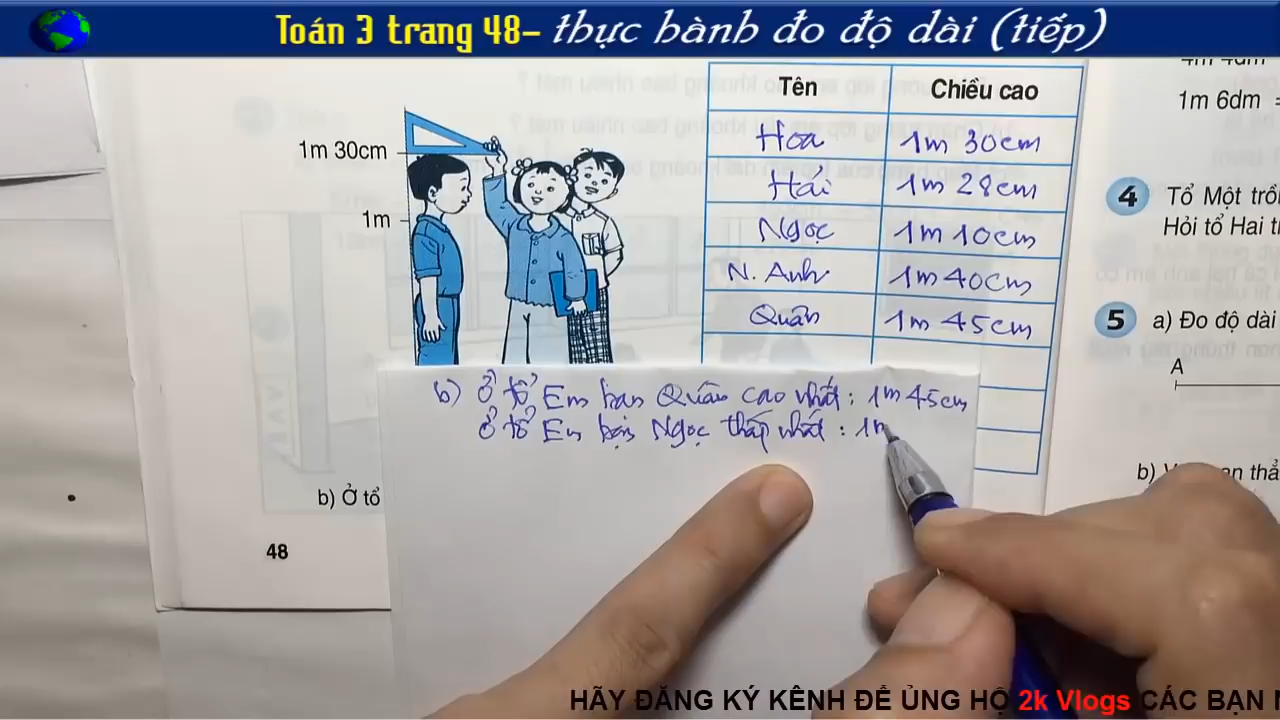 Toán 3 trang 48- thực hành đo độ dài (tiếp)
Tên Chiều cao
Hoa 1m 30cm
Hải 1m 28cm
Ngọc 1m 10cm
N. Anh 1m 40cm
Quân 1m 45cm
1m 30cm
1m
b) Ở tổ Em bạn Quân cao nhất : 1m 45cm
Ở tổ Em bạn Ngọc thấp nhất : 1m
b) Ở tổ
48
1m 6dm =
4 Tổ Một trồ
Hỏi tổ Hai t
5 a) Đo độ dài
A
b)
HÃY ĐĂNG KÝ KÊNH ĐỂ ỦNG HỘ 2k Vlogs CÁC BẠN